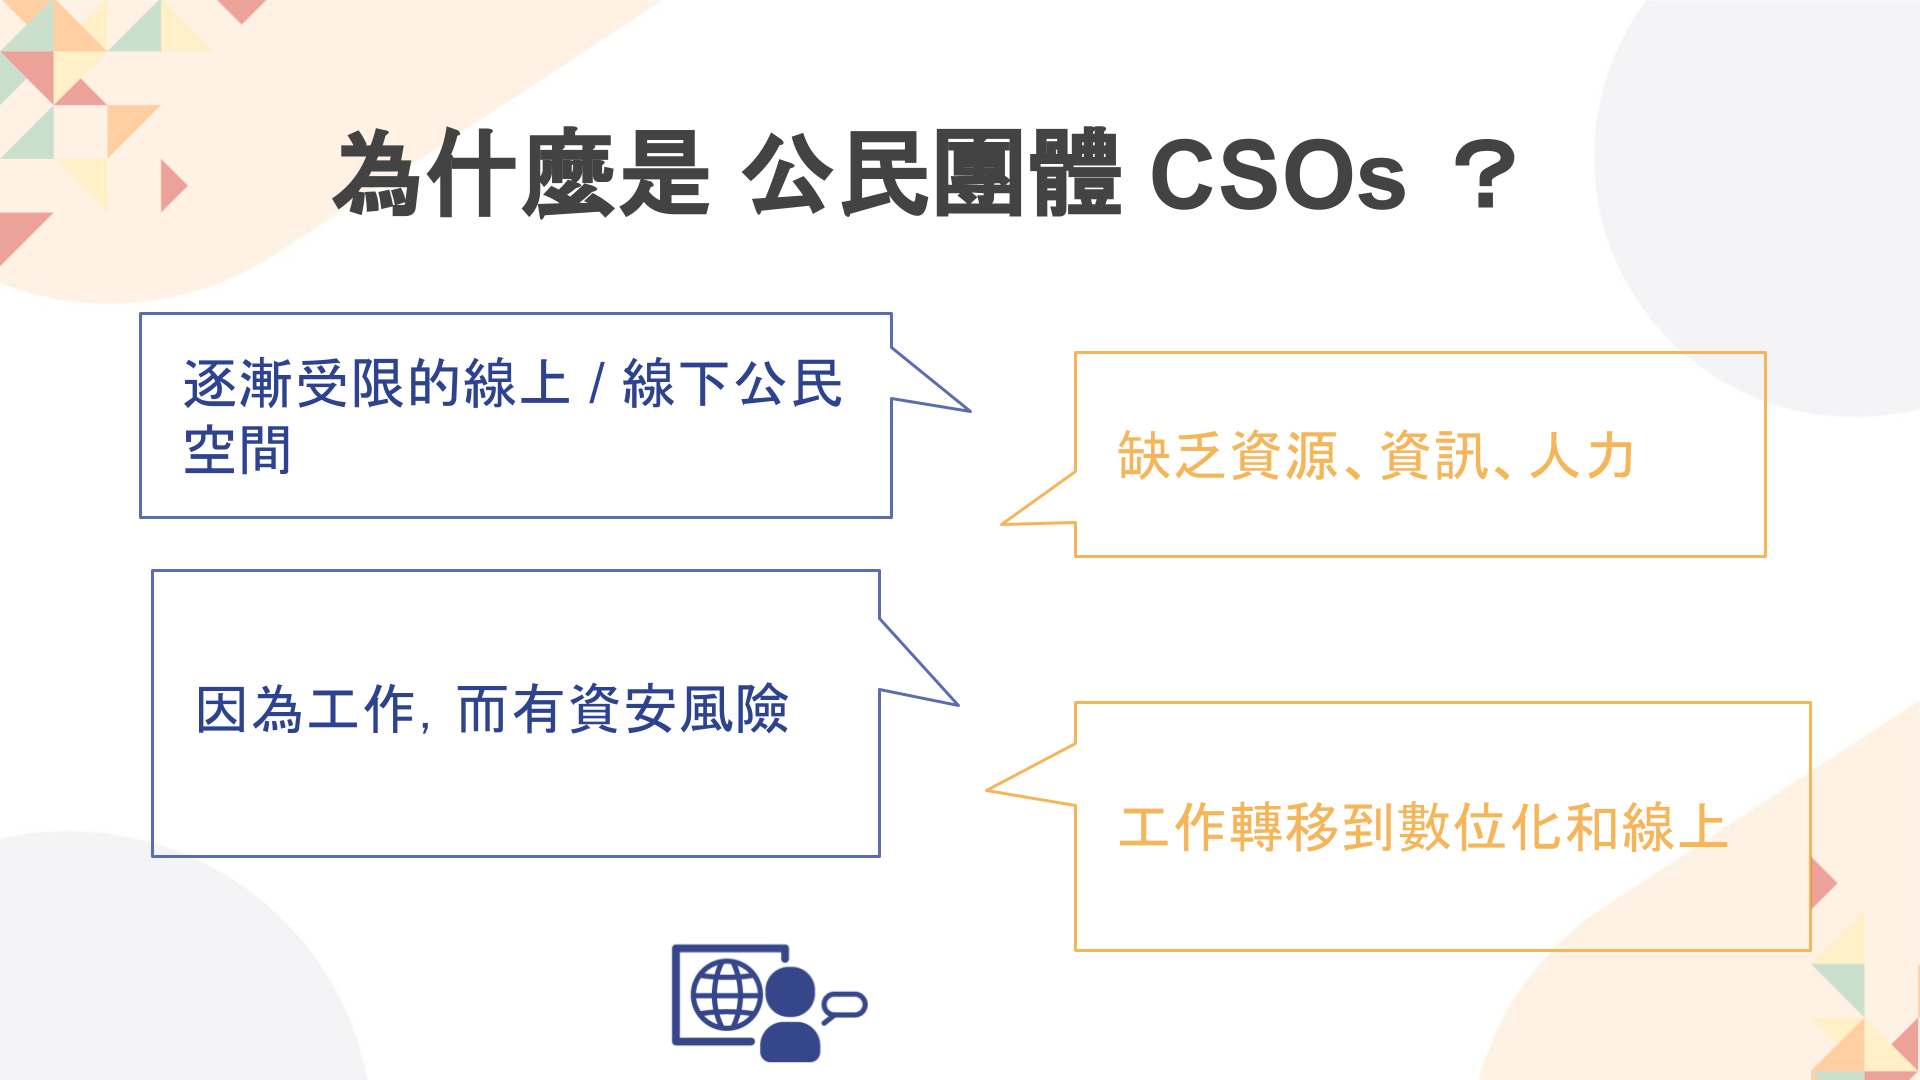 為什麼是 公民團體 CSOs ？
逐漸受限的線上 / 線下公民
空間
缺乏資源、資訊、人力
因為工作，而有資安風險
工作轉移到數位化和線上